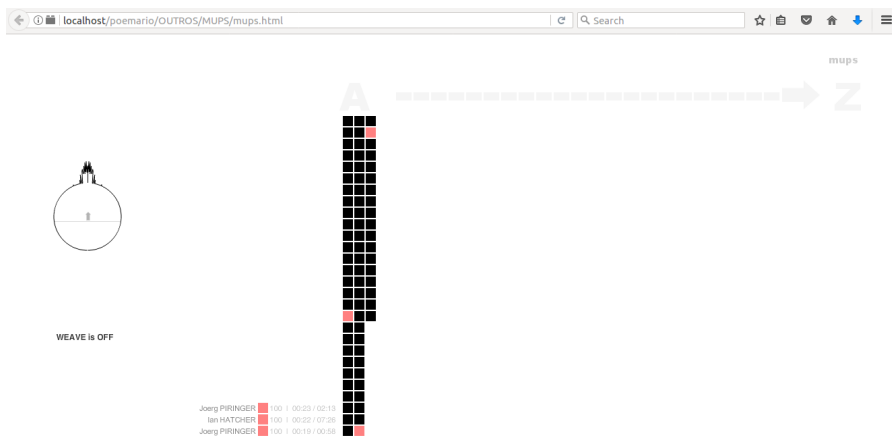 localhost/poemario/OUTROS/MUPS/mups.html
Search
mups
A Z
WEAVE is OFF
Joerg PIRINGER 100 | 00:23 / 02:13
Ian HATCHER 100 | 00:22 / 07:26
Joerg PIRINGER 100 | 00:19 / 00:58